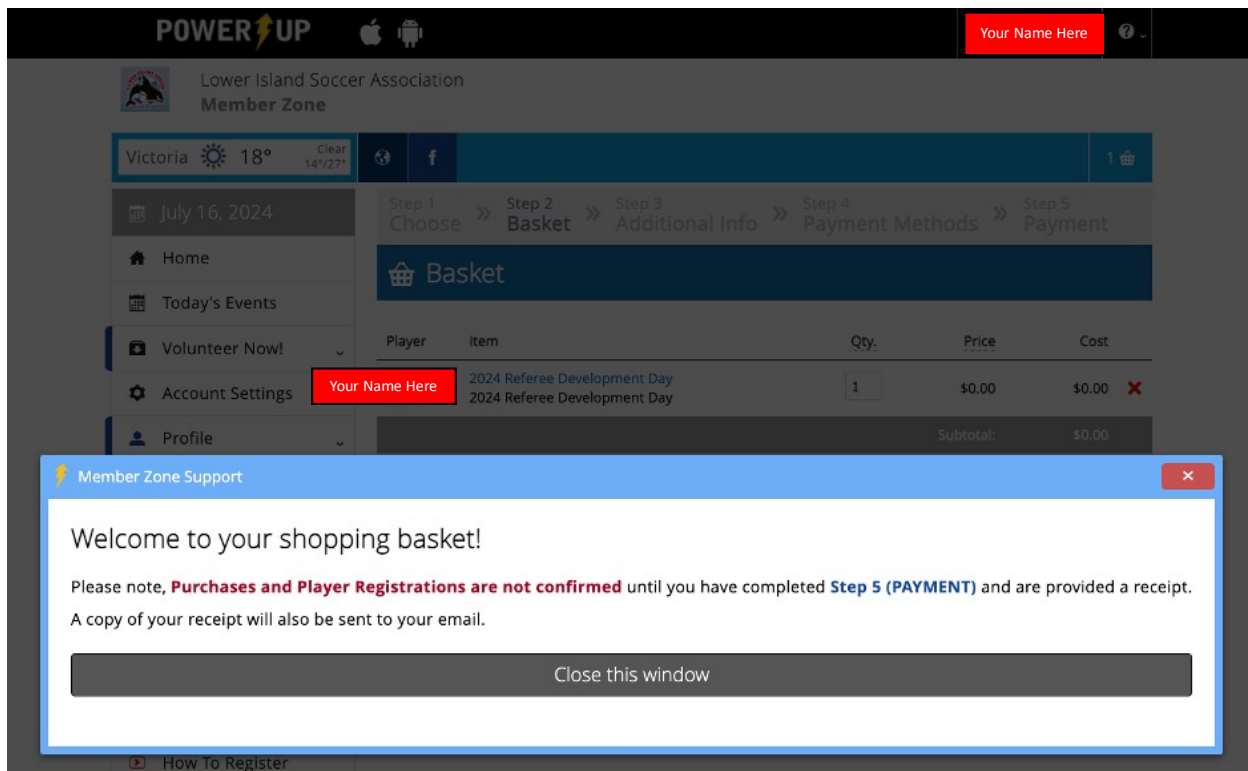 POWER UP
Your Name Here
Lower Island Soccer Association
Member Zone
Victoria 18° Clear 14°/27°
f
1
July 16, 2024
Step 1 Choose » Step 2 Basket » Step 3 Additional Info » Step 4 Payment Methods » Step 5 Payment
Home
Basket
Today's Events
Volunteer Now!
Player Item Qty. Price Cost
Account Settings
Your Name Here
2024 Referee Development Day
2024 Referee Development Day
1 $0.00 $0.00
Profile
Subtotal: $0.00
Member Zone Support
Welcome to your shopping basket!
Please note, Purchases and Player Registrations are not confirmed until you have completed Step 5 (PAYMENT) and are provided a receipt.
A copy of your receipt will also be sent to your email.
Close this window
How To Register